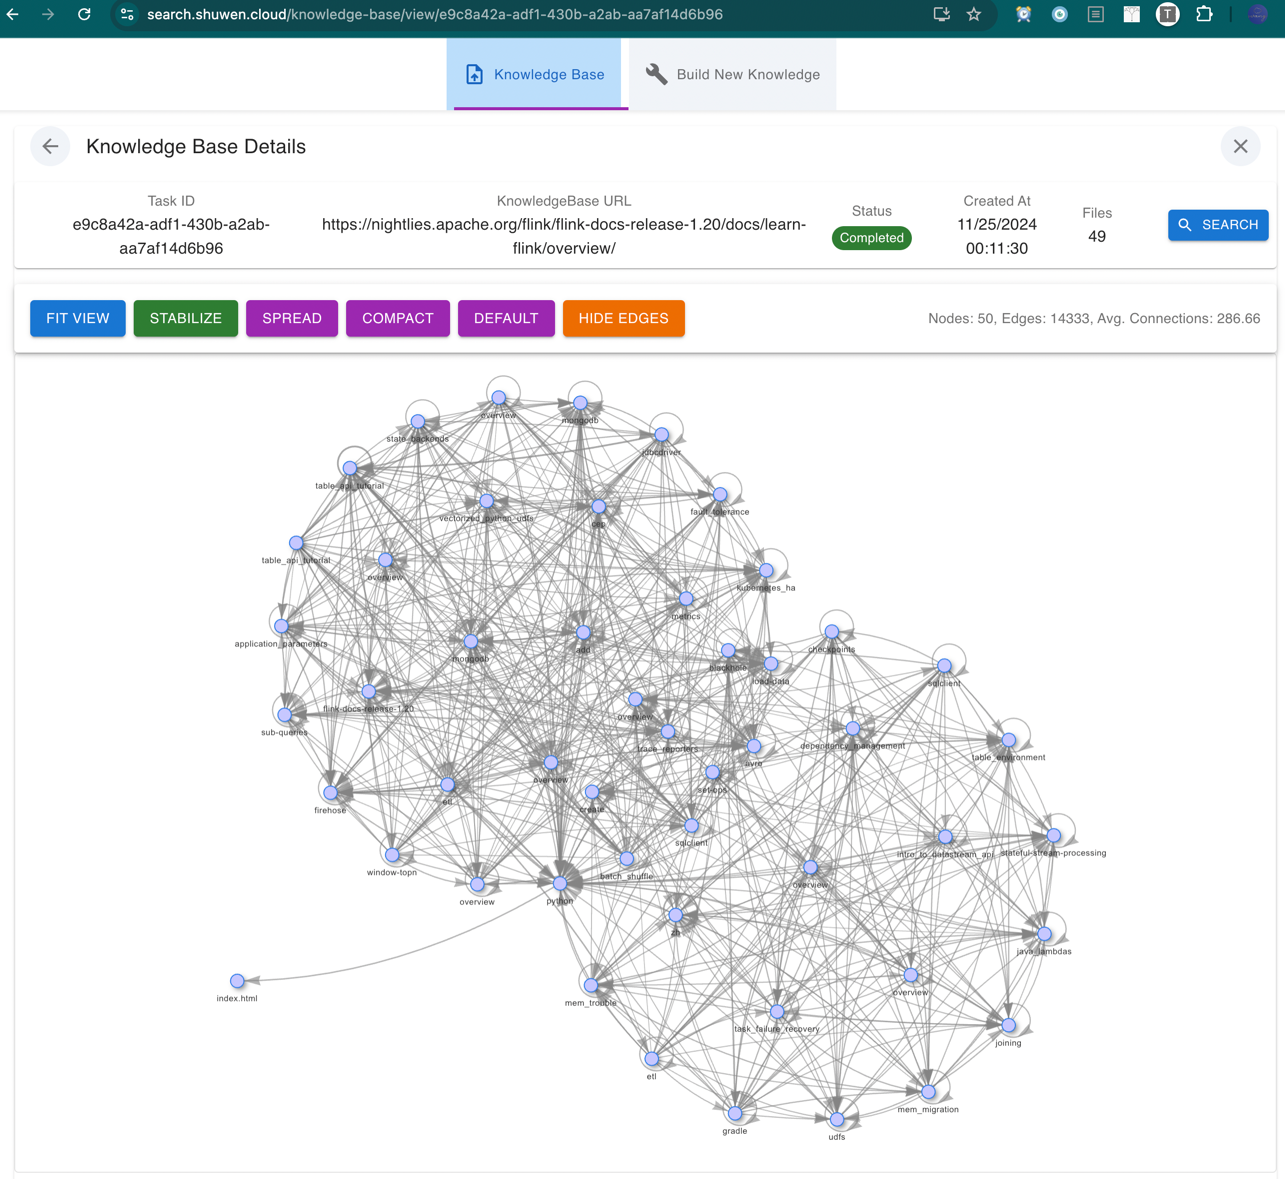 search.shuwen.cloud/knowledge-base/view/e9c8a42a-adf1-430b-a2ab-aa7af14d6b96
T
Knowledge Base
Build New Knowledge
Knowledge Base Details
Task ID
e9c8a42a-adf1-430b-a2ab-
aa7af14d6b96
KnowledgeBase URL
https://nightlies.apache.org/flink/flink-docs-release-1.20/docs/learn-
flink/overview/
Status
Completed
Created At
11/25/2024
00:11:30
Files
49
SEARCH
FIT VIEW
STABILIZE
SPREAD
COMPACT
DEFAULT
HIDE EDGES
Nodes: 50, Edges: 14333, Avg. Connections: 286.66
overview
mongodb
state_backends
jdbcdriver
table_api_tutorial
fault_tolerance
vectorized_python_udfs
cep
table_api_tutorial
overview
kubernetes_ha
metrics
application_parameters
add
checkpoints
mongodb
blackhole
load-data
sqlclient
flink-docs-release-1.20
overview
sub-queries
trace_reporters
dependency_management
avro
table_environment
overview
set-ops
etl
firehose
create
sqlclient
intro_to_datastream_api
stateful-stream-processing
window-topn
batch_shuffle
overview
overview
python
zh
java_lambdas
overview
index.html
mem_trouble
task_failure_recovery
joining
etl
mem_migration
gradle
udfs